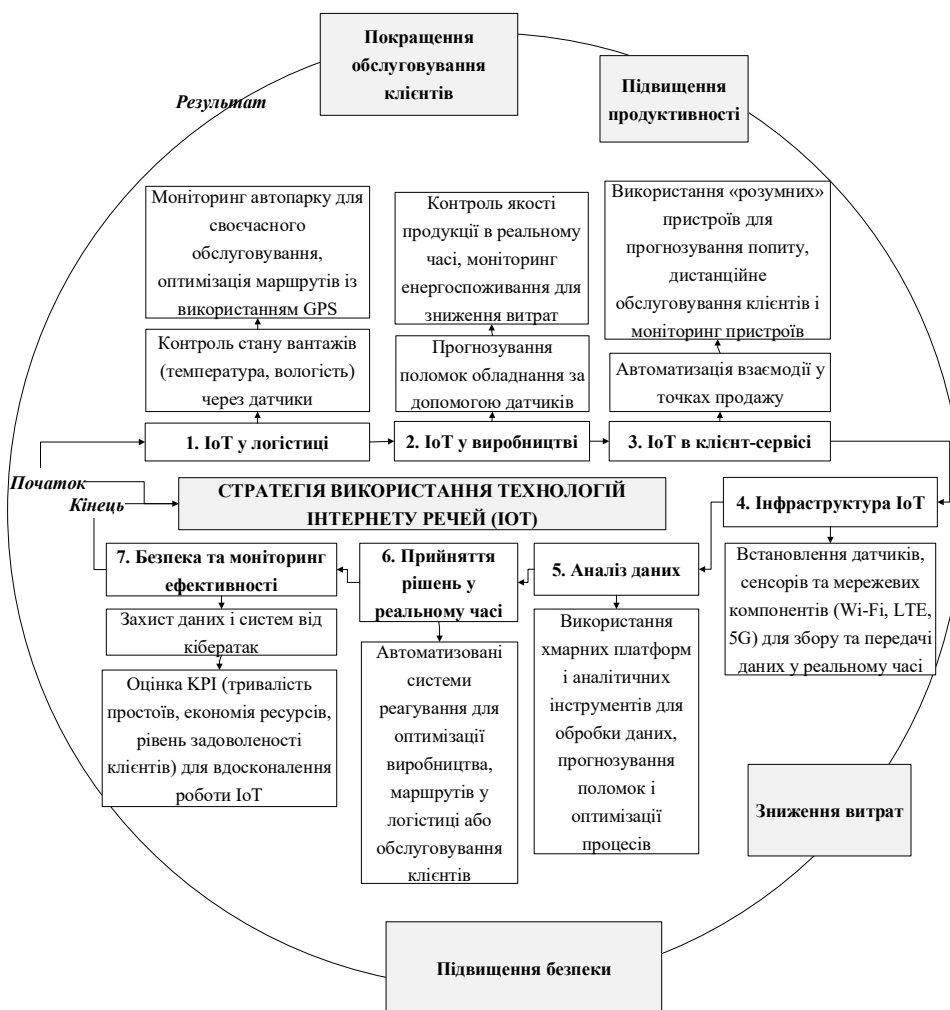 Покращення
обслуговування
клієнтів
Підвищення
продуктивності
Результат
Моніторинг автопарку для
своєчасного
обслуговування,
оптимізація маршрутів із
використанням GPS
Контроль якості
продукції в реальному
часі, моніторинг
енергоспоживання для
зниження витрат
Використання «розумних»
пристроїв для
прогнозування попиту,
дистанційне
обслуговування клієнтів і
моніторинг пристроїв
Контроль стану вантажів
(температура, вологість)
через датчики
Прогнозування
поломок обладнання за
допомогою датчиків
Автоматизація взаємодії у
точках продажу
1. ІоТ у логістиці
2. ІоТ у виробництві
3. ІоТ в клієнт-сервісі
Початок
Кінець
СТРАТЕГІЯ ВИКОРИСТАННЯ ТЕХНОЛОГІЙ
ІНТЕРНЕТУ РЕЧЕЙ (ІОТ)
4. Інфраструктура ІоТ
Встановлення датчиків,
сенсорів та мережевих
компонентів (Wi-Fi, LTE,
5G) для збору та передачі
даних у реальному часі
5. Аналіз даних
Використання
хмарних платформ
і аналітичних
інструментів для
обробки даних,
прогнозування
поломок і
оптимізації
процесів
6. Прийняття
рішень у
реальному часі
Автоматизовані
системи
реагування для
оптимізації
виробництва,
маршрутів у
логістиці або
обслуговування
клієнтів
7. Безпека та моніторинг
ефективності
Захист даних і систем від
кібератак
Оцінка KPI (тривалість
простоїв, економія ресурсів,
рівень задоволеності
клієнтів) для вдосконалення
роботи ІоТ
Зниження витрат
Підвищення безпеки